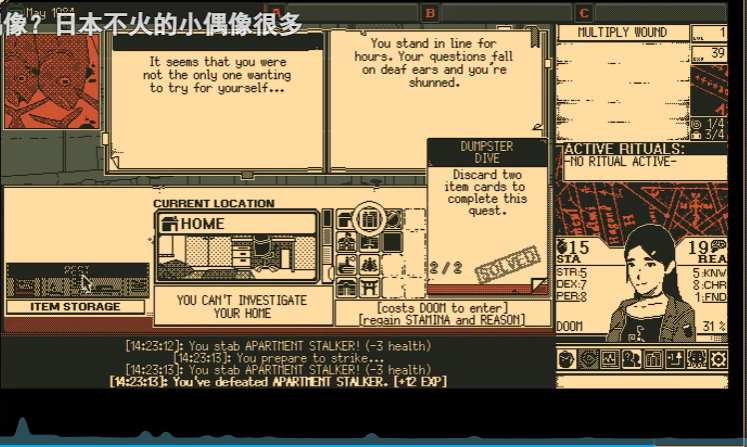 May 1984
A
B
C
偶像？日本不火的小偶像很多
It seems that you were
not the only one wanting
to try for yourself...
You stand in line for
hours. Your questions fall
on deaf ears and you're
shunned.
DUMPSTER
DIVE
Discard two
item cards to
complete this
quest.
2/2
SOLVED
MULTIPLY WOUND
1
LVL
39
EXP
1/4
3/4
ACTIVE RITUALS:
-NO RITUAL ACTIVE-
CURRENT LOCATION
HOME
YOU CAN'T INVESTIGATE
YOUR HOME
ITEM STORAGE
[costs DOOM to enter]
[regain STAMINA and REASON]
15
STA
19
REA
STR:5
DEX:7
PER:8
5:KNW
8:CHR
1:FND
DOOM
31%
[14:23:12]: You stab APARTMENT STALKER! (-3 health)
[14:23:13]: You prepare to strike...
[14:23:13]: You stab APARTMENT STALKER! (-3 health)
[14:23:13]: You've defeated APARTMENT STALKER. [+12 EXP]